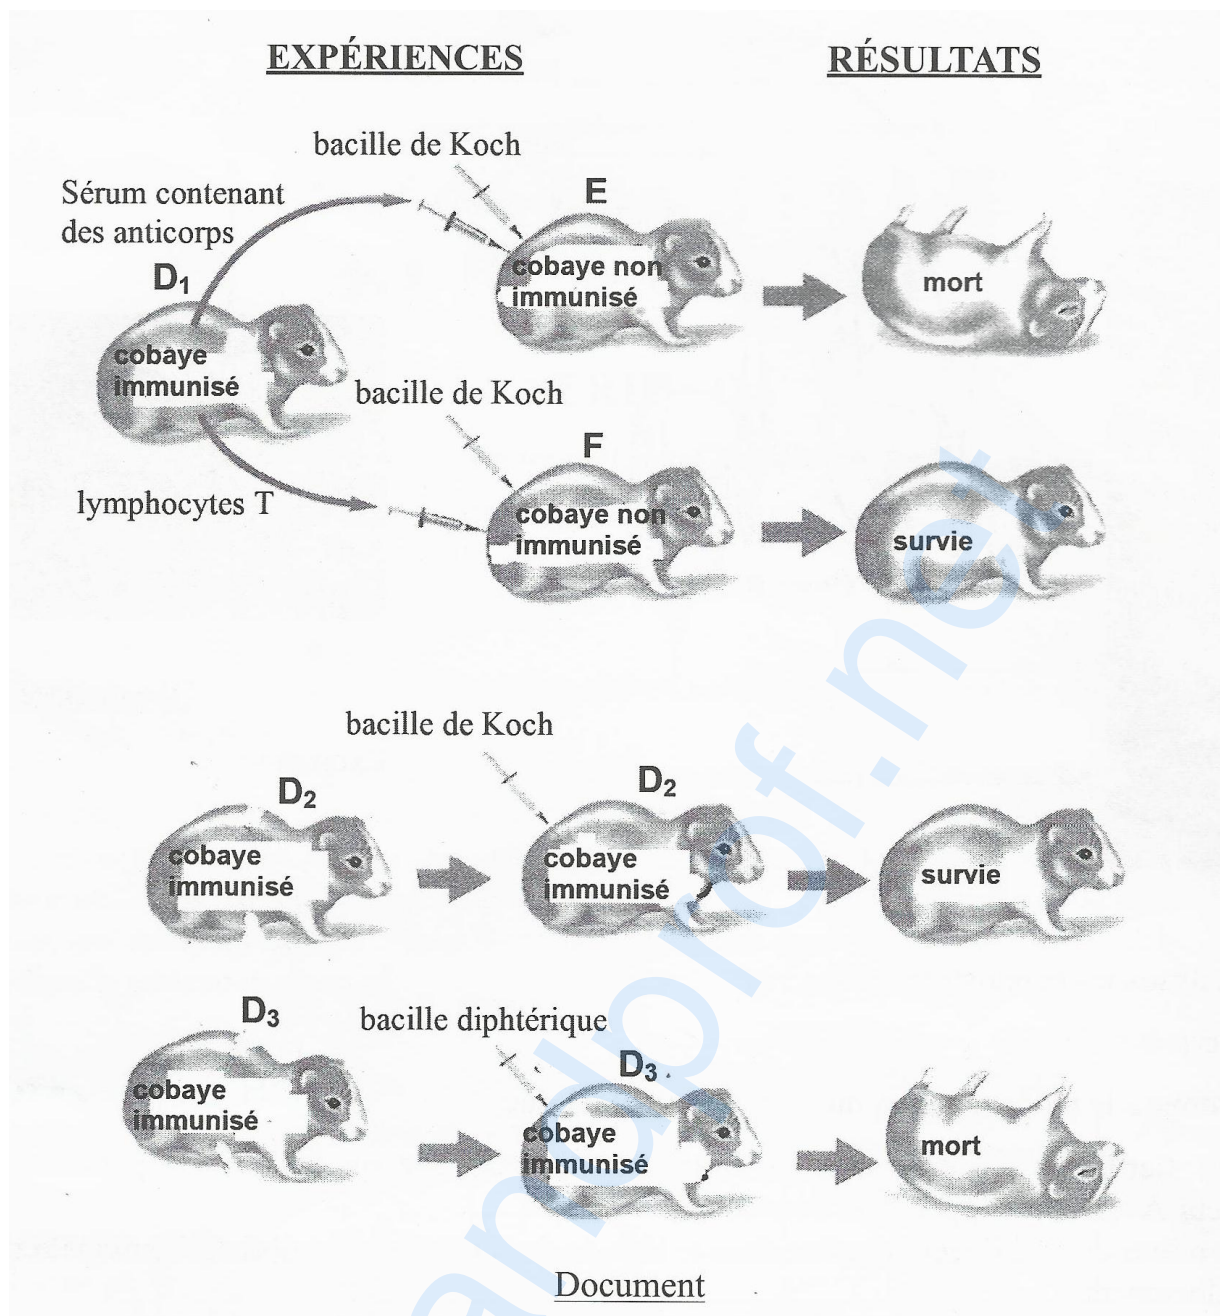 EXPÉRIENCES
RÉSULTATS
bacille de Koch
Sérum contenant
des anticorps
E
D1
cobaye non
immunisé
mort
cobaye
immunisé
bacille de Koch
F
lymphocytes T
cobaye non
immunisé
survie
bacille de Koch
D2
D2
cobaye
immunisé
cobaye
immunisé
survie
D3
bacille diphtérique
D3
cobaye
immunisé
cobaye
immunisé
mort
Document
andprof.net